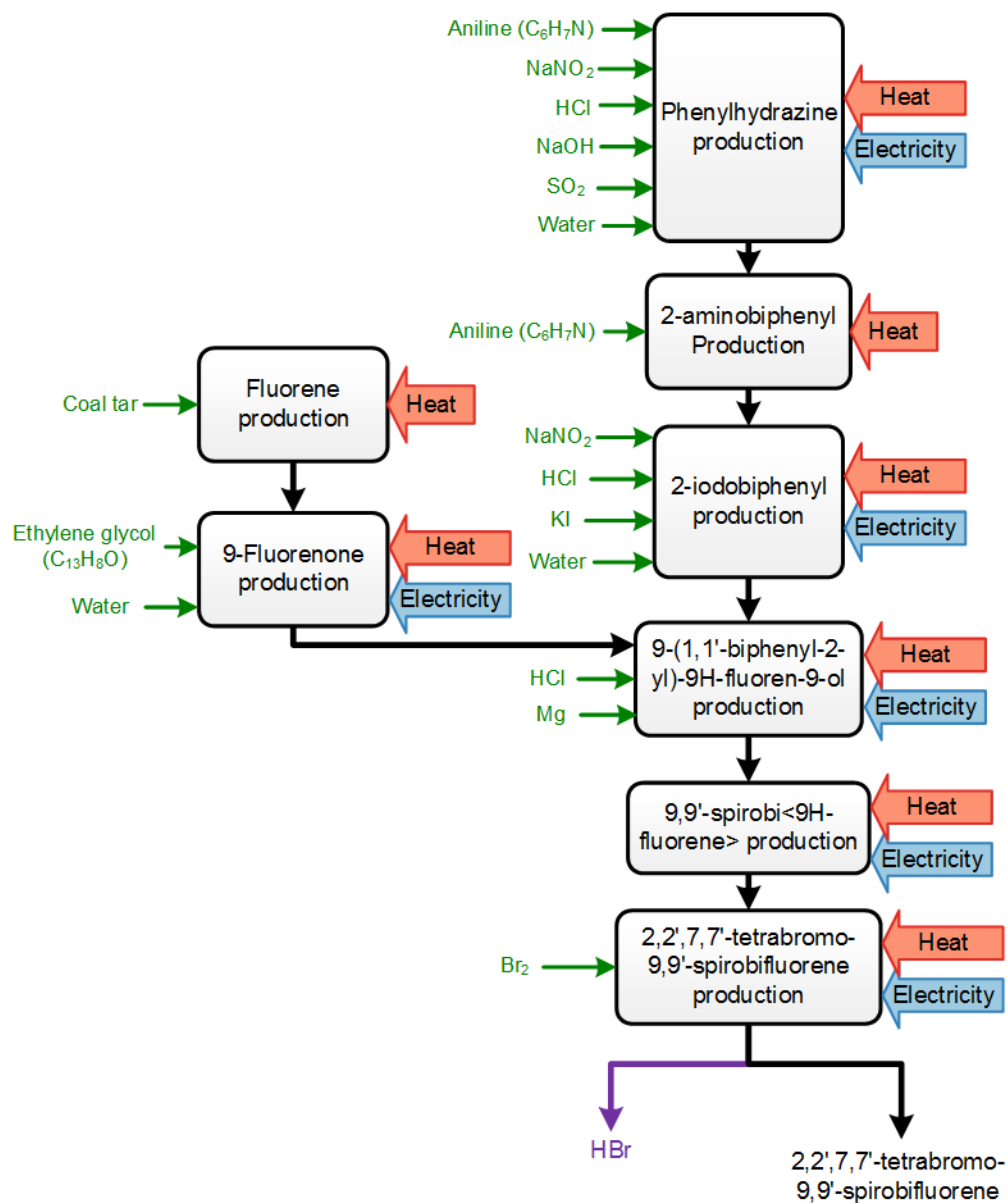 Aniline (C₆H₇N)
NaNO₂
HCl
NaOH
SO₂
Water
Phenylhydrazine
production
Heat
Electricity
Aniline (C₆H₇N)
2-aminobiphenyl
Production
Heat
Coal tar
Fluorene
production
Heat
NaNO₂
HCl
KI
Water
2-iodobiphenyl
production
Heat
Electricity
Ethylene glycol
(C₁₃H₈O)
Water
9-Fluorenone
production
Heat
Electricity
HCl
Mg
9-(1,1'-biphenyl-2-
yl)-9H-fluoren-9-ol
production
Heat
Electricity
9,9'-spirobi<9H-
fluorene> production
Heat
Electricity
Br₂
2,2',7,7'-tetrabromo-
9,9'-spirobifluorene
production
Heat
Electricity
HBr
2,2',7,7'-tetrabromo-
9,9'-spirobifluorene